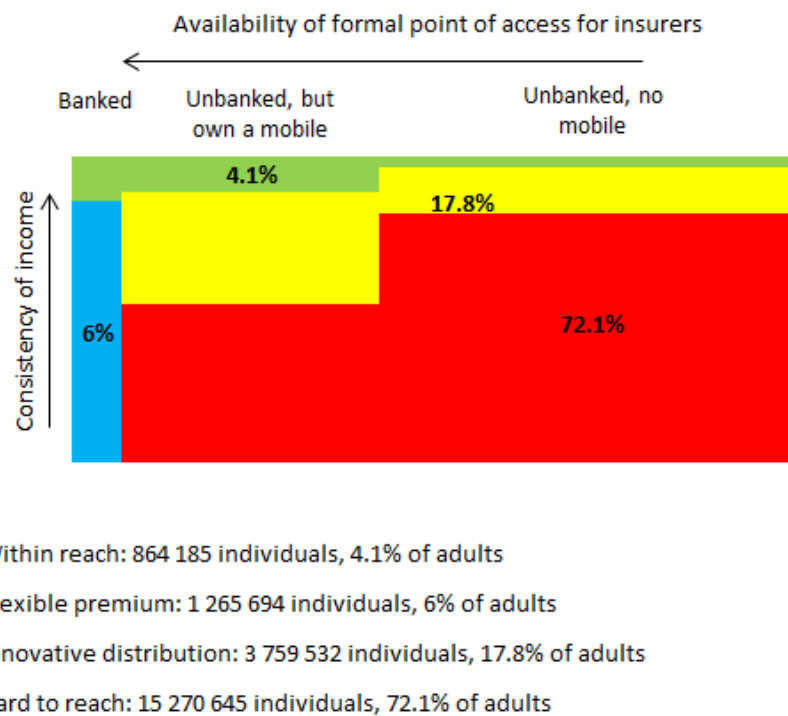 Availability of formal point of access for insurers
Banked
Unbanked, but
own a mobile
Unbanked, no
mobile
4.1%
17.8%
Consistency of income
6%
72.1%
ithin reach: 864 185 individuals, 4.1% of adults
exible premium: 1 265 694 individuals, 6% of adults
novative distribution: 3 759 532 individuals, 17.8% of adults
ard to reach: 15 270 645 individuals, 72.1% of adults